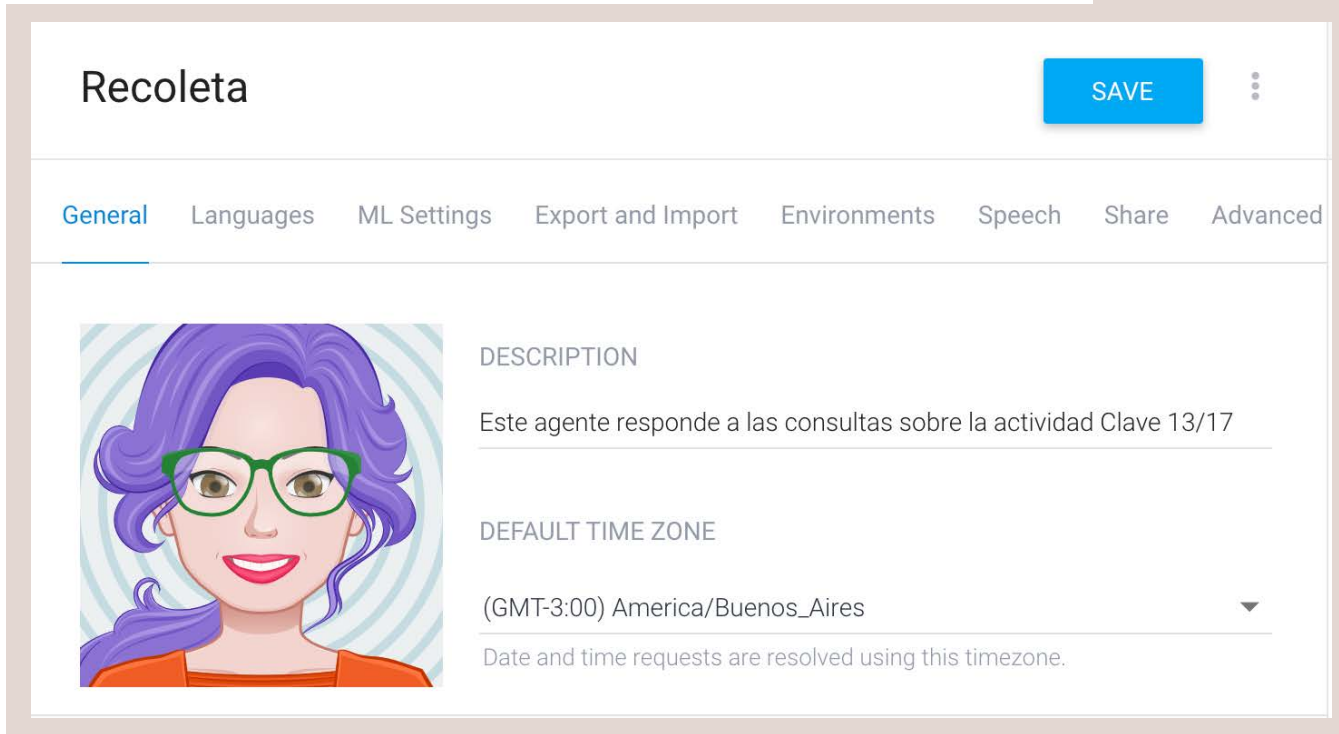 Recoleta
SAVE
General Languages ML Settings Export and Import Environments Speech Share Advanced
DESCRIPTION
Este agente responde a las consultas sobre la actividad Clave 13/17
DEFAULT TIME ZONE
(GMT-3:00) America/Buenos_Aires
Date and time requests are resolved using this timezone.